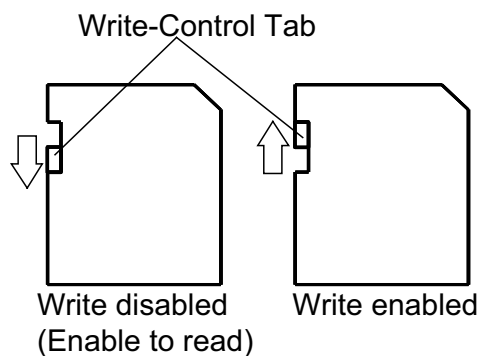 Write-Control Tab
Write disabled
(Enable to read)
Write enabled